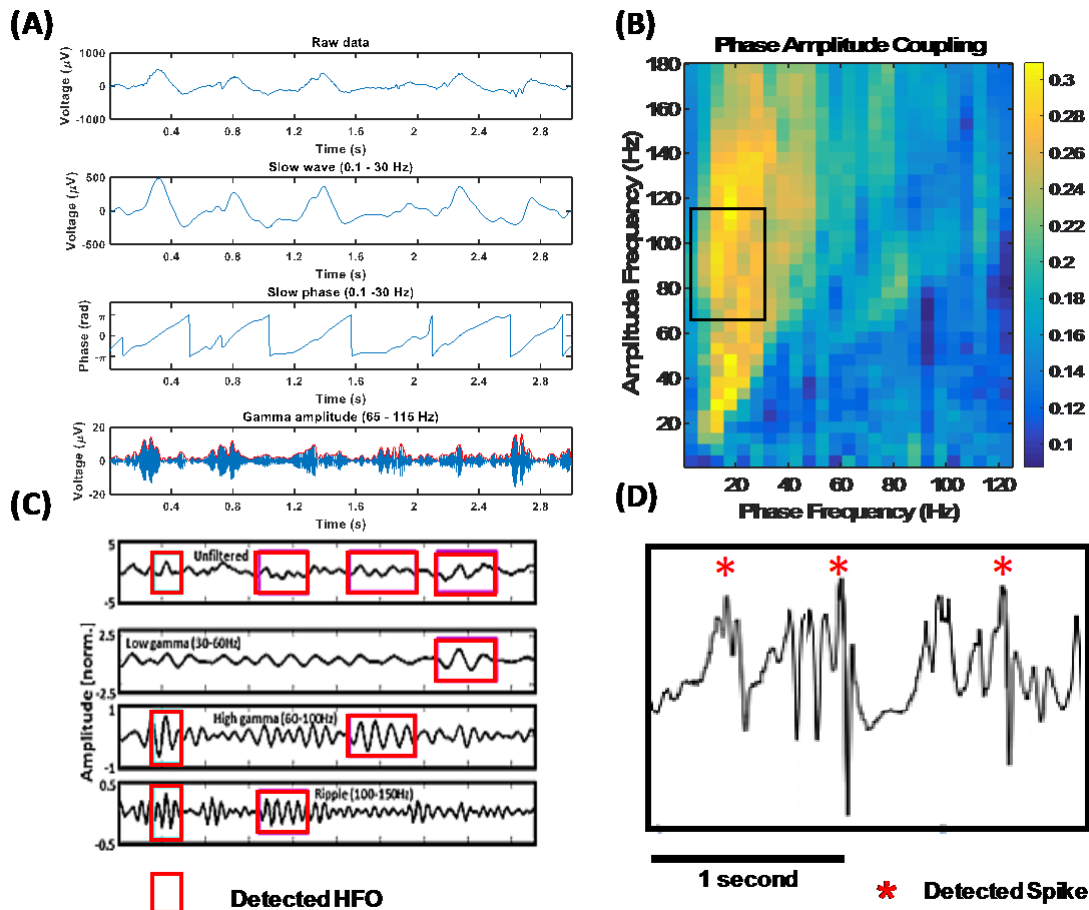 (A)
Raw data
Voltage (μV)
1000
0
-1000
0.4 0.8 1.2 1.6 2 2.4 2.8
Time (s)
Slow wave (0.1 - 30 Hz)
Voltage (μV)
500
0
-500
0.4 0.8 1.2 1.6 2 2.4 2.8
Time (s)
Slow phase (0.1 -30 Hz)
Phase (rad)
π
0
-π
0.4 0.8 1.2 1.6 2 2.4 2.8
Time (s)
Gamma amplitude (65 - 115 Hz)
Voltage (μV)
20
0
-20
0.4 0.8 1.2 1.6 2 2.4 2.8
Time (s)
(B)
Phase Amplitude Coupling
Amplitude Frequency (Hz)
180
160
140
120
100
80
60
40
20
20 40 60 80 100 120
Phase Frequency (Hz)
0.3
0.28
0.26
0.24
0.22
0.2
0.18
0.16
0.14
0.12
0.1
(C)
Amplitude [norm.]
5
Unfiltered
-5
2.5
Low gamma (30-60Hz)
-2.5
1
High gamma (60-100Hz)
-1
0.5
Ripple (100-150Hz)
-0.5
Detected HFO
(D)
* * *
1 second
* Detected Spike